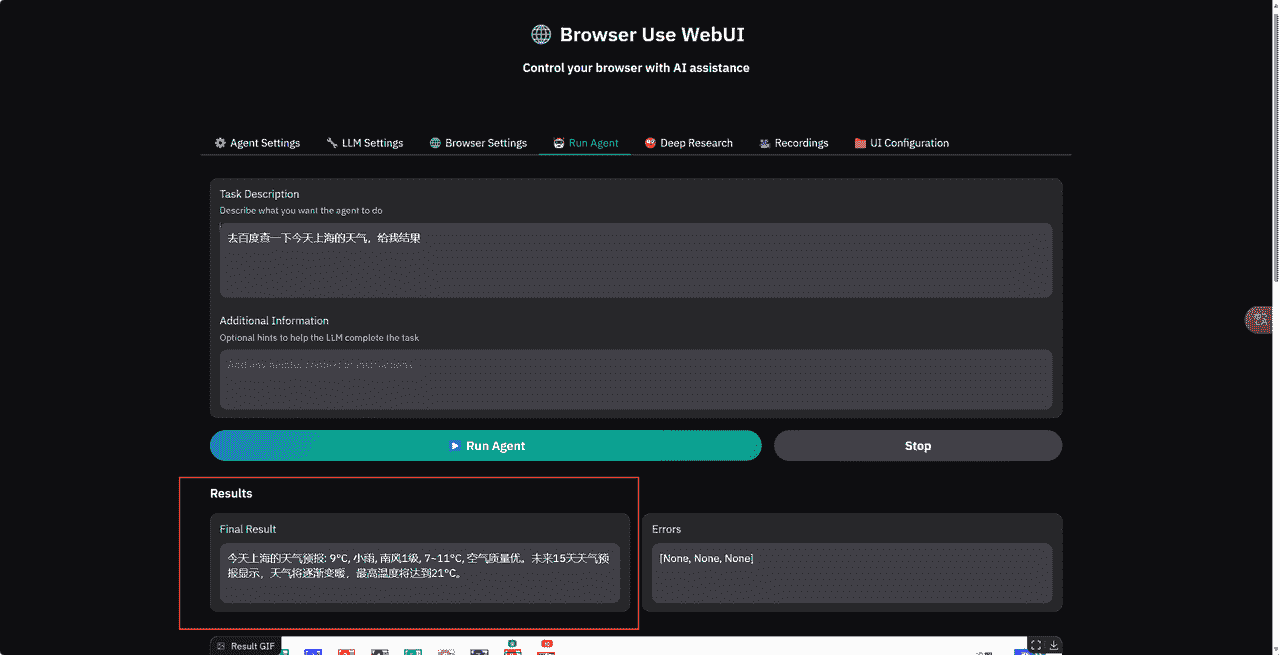 Browser Use WebUI
Control your browser with AI assistance
Agent Settings
LLM Settings
Browser Settings
Run Agent
Deep Research
Recordings
UI Configuration
Task Description
Describe what you want the agent to do
去百度查一下今天上海的天气，给我结果
Additional Information
Optional hints to help the LLM complete the task
Run Agent
Stop
Results
Final Result
今天上海的天气预报: 9°C, 小雨, 南风1级, 7~11°C, 空气质量优。未来15天天气预
报显示，天气将逐渐变暖，最高温度将达到21°C。
Errors
[None, None, None]
Result GIF